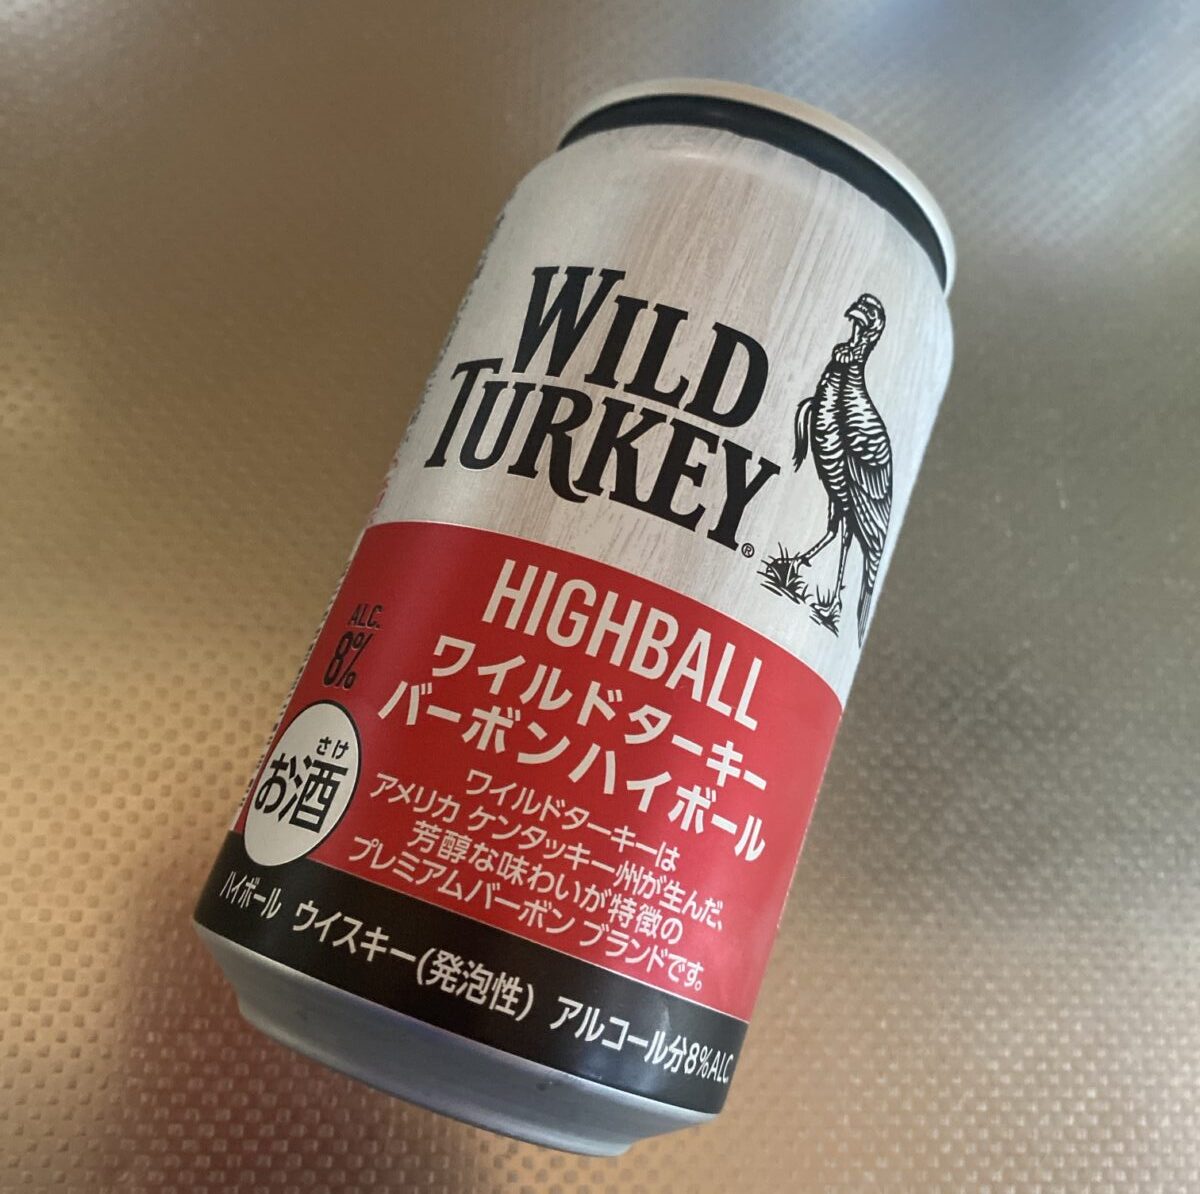 WILD
TURKEY®
HIGHBALL
ワイルドターキー
バーボンハイボール
ALC.
8%
さけ
お酒
ワイルドターキーは
アメリカ ケンタッキー州が生んだ、
芳醇な味わいが特徴の
プレミアムバーボン ブランドです。
ハイボール ウイスキー(発泡性) アルコール分8%ALC.